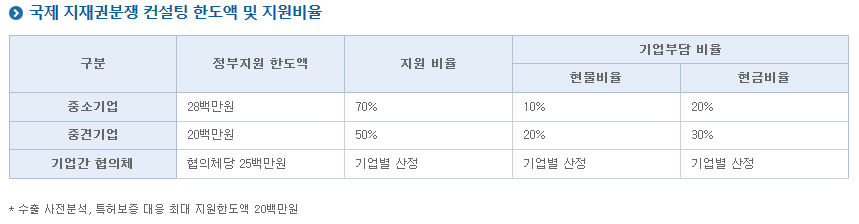 국제 지재권분쟁 컨설팅 한도액 및 지원비율
구분 정부지원 한도액 지원 비율 기업부담 비율
현물비율 현금비율
중소기업 28백만원 70% 10% 20%
중견기업 20백만원 50% 20% 30%
기업간 협의체 협의체당 25백만원 기업별 산정 기업별 산정 기업별 산정
* 수출 사전분석, 특허보증 대응 최대 지원한도액 20백만원